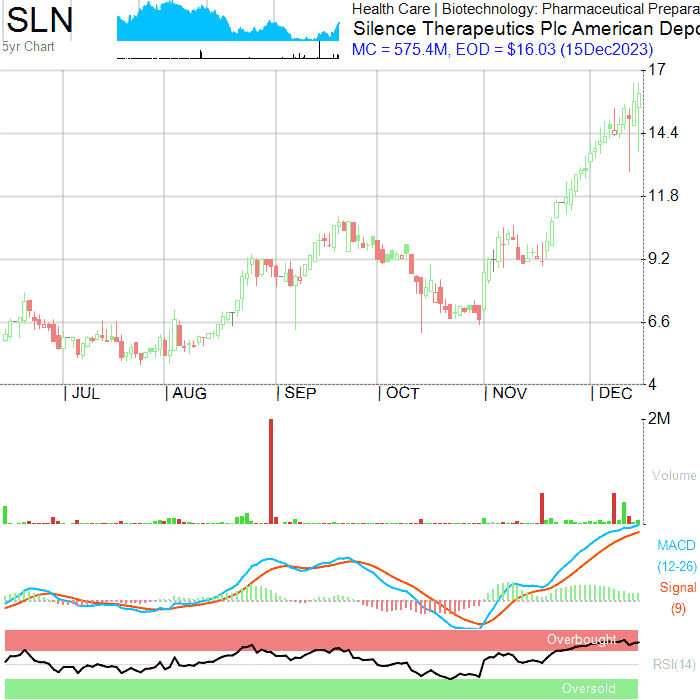 SLN
5yr Chart
Health Care | Biotechnology: Pharmaceutical Prepara
Silence Therapeutics Plc American Depo
MC = 575.4M, EOD = $16.03 (15Dec2023)
17
14.4
11.8
9.2
6.6
4
| JUL | AUG | SEP | OCT | NOV | DEC
2M
Volume
MACD
(12-26)
Signal
(9)
Overbought
RSI(14)
Oversold